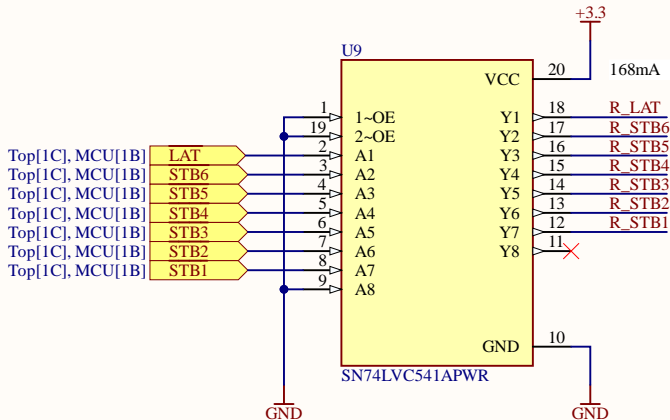 +3.3
U9
VCC 20 168mA
1 1~OE Y1 18 R_LAT
19 2~OE Y2 17 R_STB6
Top[1C], MCU[1B] LAT 2 A1 Y3 16 R_STB5
Top[1C], MCU[1B] STB6 3 A2 Y4 15 R_STB4
Top[1C], MCU[1B] STB5 4 A3 Y5 14 R_STB3
Top[1C], MCU[1B] STB4 5 A4 Y6 13 R_STB2
Top[1C], MCU[1B] STB3 6 A5 Y7 12 R_STB1
Top[1C], MCU[1B] STB2 7 A6 Y8 11
Top[1C], MCU[1B] STB1 8 A7
9 A8
GND 10
SN74LVC541APWR
GND GND